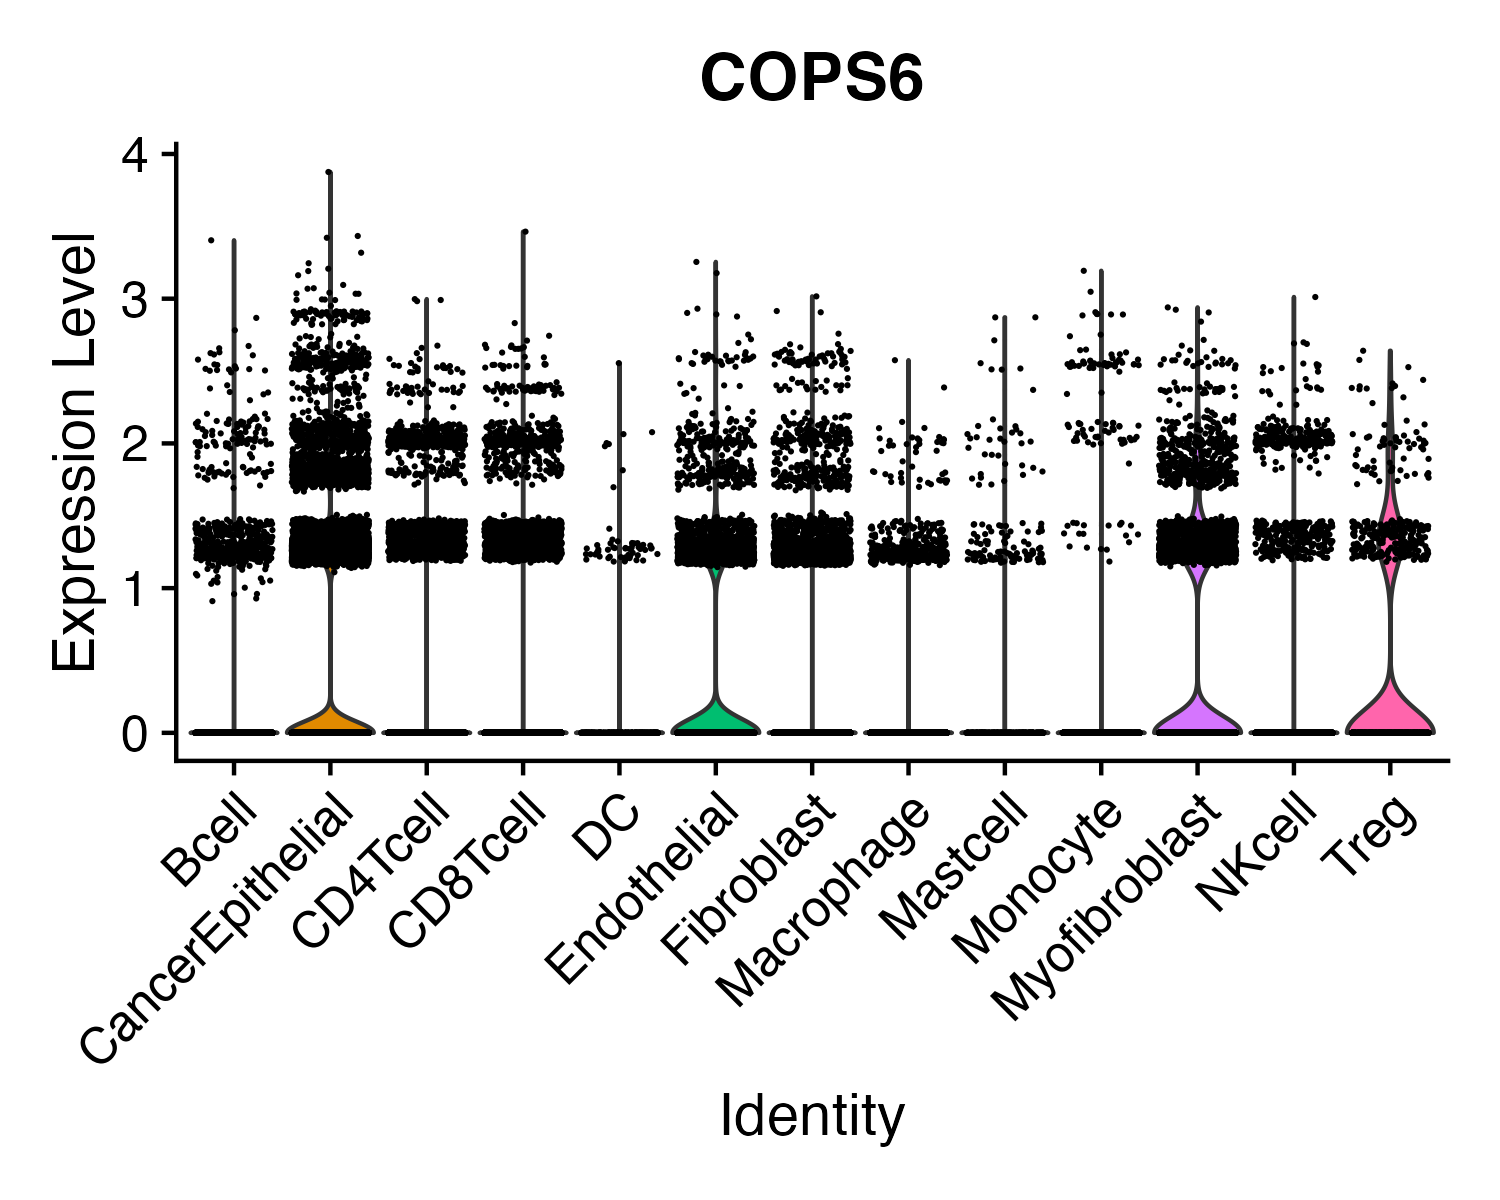 COPS6
Expression Level
4
3
2
1
0
Bcell
CancerEpithelial
CD4Tcell
CD8Tcell
DC
Endothelial
Fibroblast
Macrophage
Mastcell
Monocyte
Myofibroblast
NKcell
Treg
Identity